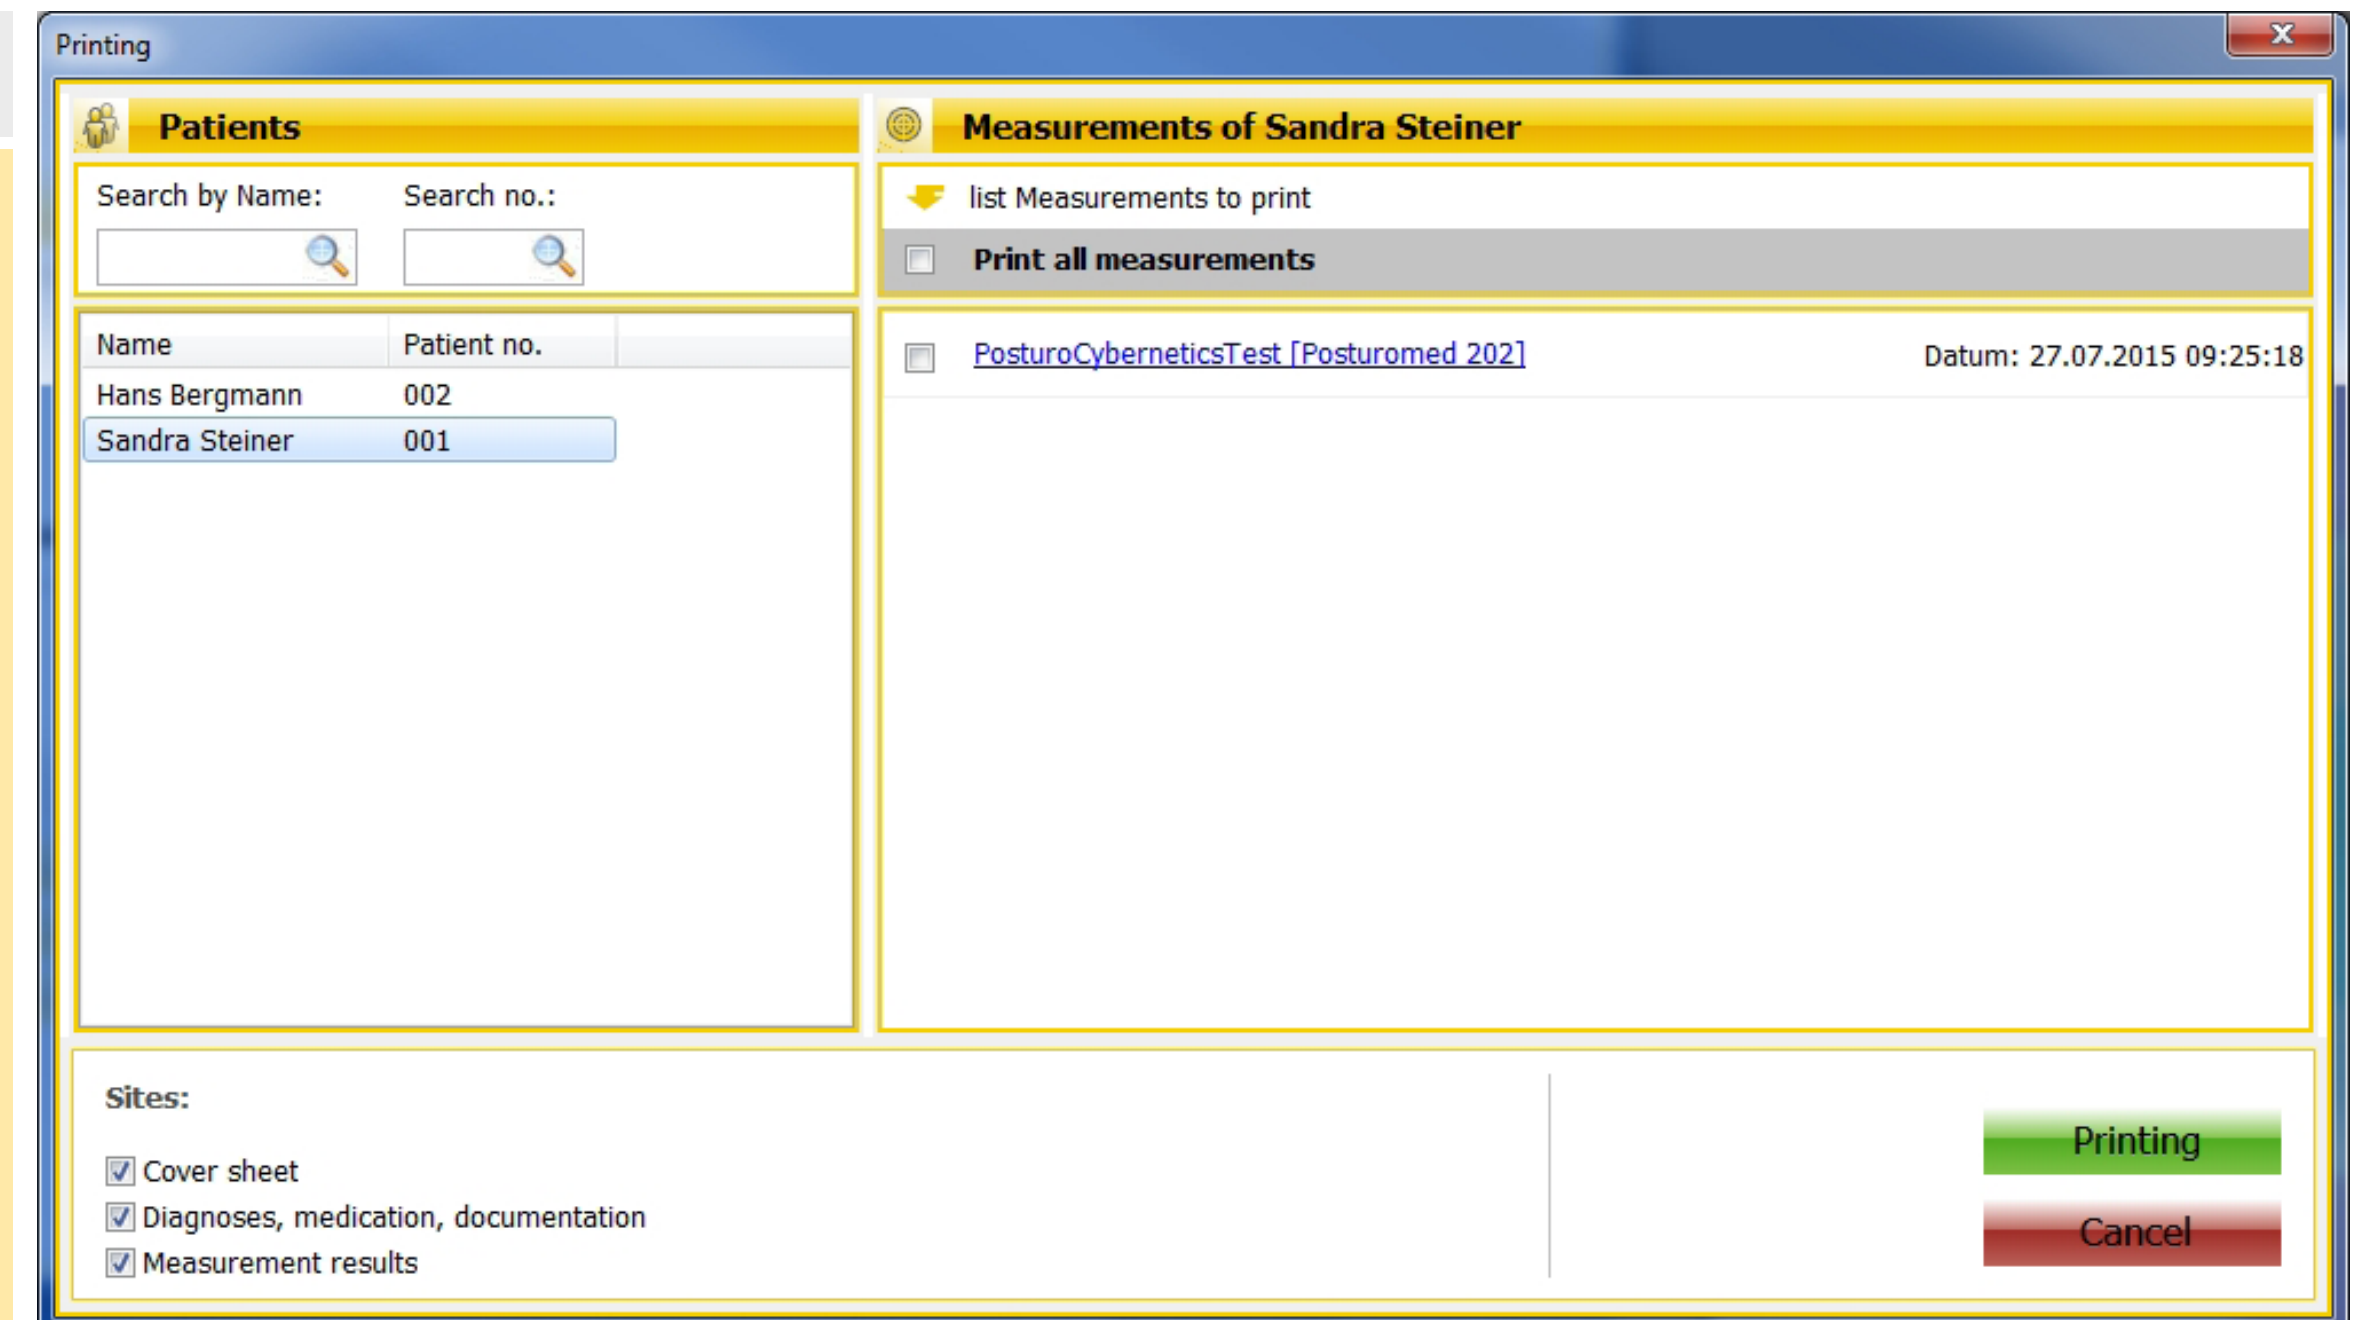 Printing
x
Patients
Search by Name: Search no.:
Name Patient no.
Hans Bergmann 002
Sandra Steiner 001
Measurements of Sandra Steiner
list Measurements to print
Print all measurements
PosturoCyberneticsTest [Posturomed 202] Datum: 27.07.2015 09:25:18
Sites:
Cover sheet
Diagnoses, medication, documentation
Measurement results
Printing
Cancel